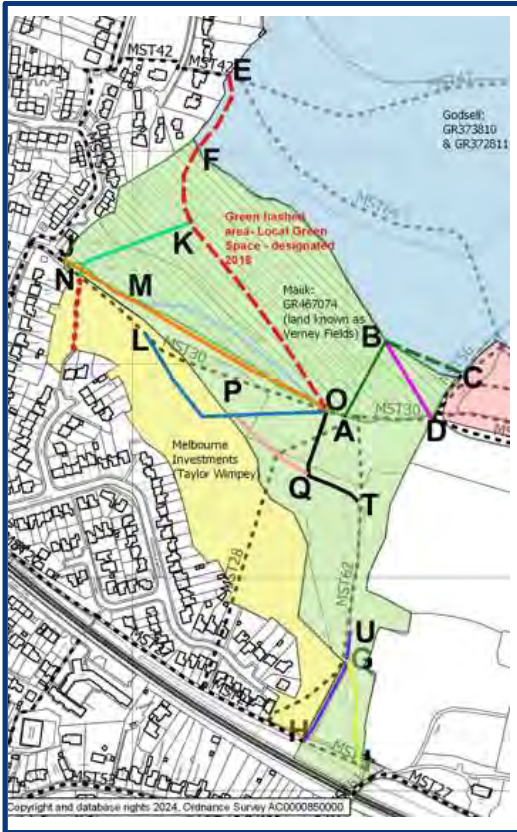 MST42
MST42
E
Godsell:
GR373810
& GR372811
F
Green hashed
area- Local Green
Space - designated
2018
K
J
N
M
Malik:
GR467074
(land known as
Verney Fields)
B
L
MST30
C
P
O
A
MST30
D
Melbourne
Investments
(Taylor Wimpey)
Q
T
MST28
MST62
U
G
H
MST27
Copyright and database rights 2024, Ordnance Survey AC0000850000